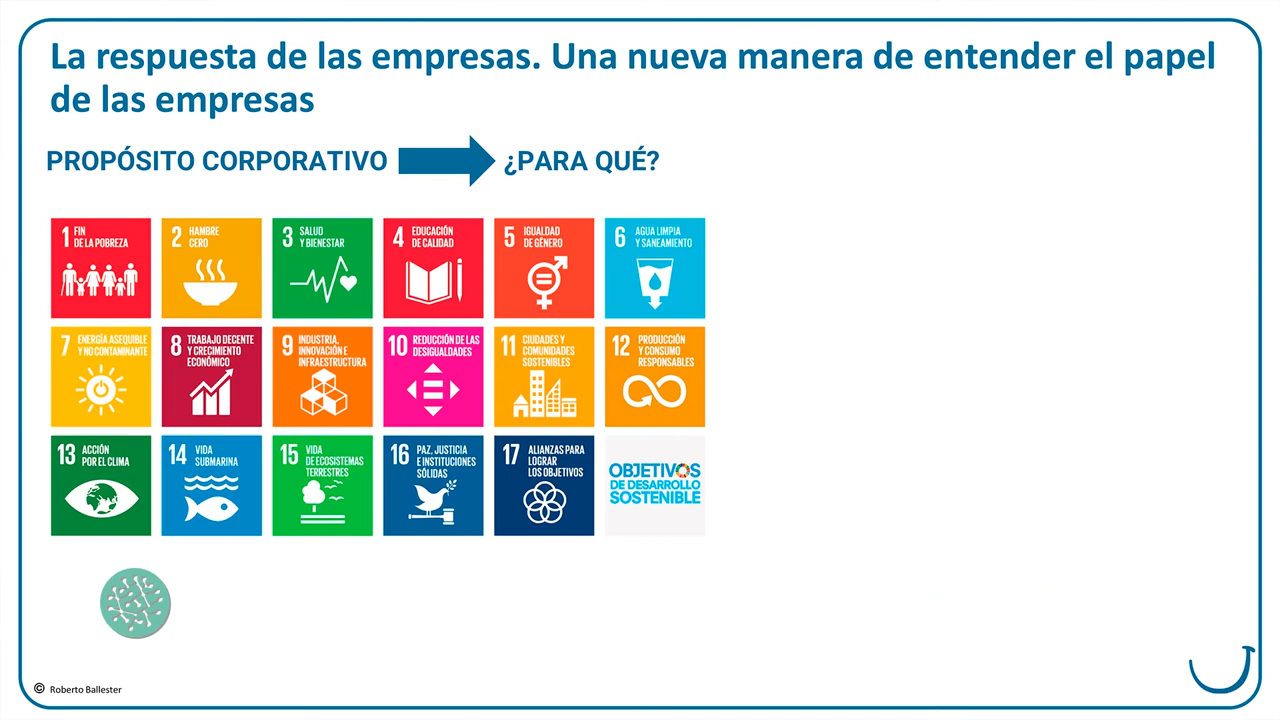 La respuesta de las empresas. Una nueva manera de entender el papel
de las empresas
PROPÓSITO CORPORATIVO ¿PARA QUÉ?
1 FIN
DE LA POBREZA
2 HAMBRE
CERO
3 SALUD
Y BIENESTAR
4 EDUCACIÓN
DE CALIDAD
5 IGUALDAD
DE GÉNERO
6 AGUA LIMPIA
Y SANEAMIENTO
7 ENERGÍA ASEQUIBLE
Y NO CONTAMINANTE
8 TRABAJO DECENTE
Y CRECIMIENTO
ECONÓMICO
9 INDUSTRIA,
INNOVACIÓN E
INFRAESTRUCTURA
10 REDUCCIÓN DE LAS
DESIGUALDADES
11 CIUDADES Y
COMUNIDADES
SOSTENIBLES
12 PRODUCCIÓN
Y CONSUMO
RESPONSABLES
13 ACCIÓN
POR EL CLIMA
14 VIDA
SUBMARINA
15 VIDA
DE ECOSISTEMAS
TERRESTRES
16 PAZ, JUSTICIA
E INSTITUCIONES
SÓLIDAS
17 ALIANZAS PARA
LOGRAR
LOS OBJETIVOS
OBJETIVOS
DE DESARROLLO
SOSTENIBLE
© Roberto Ballester